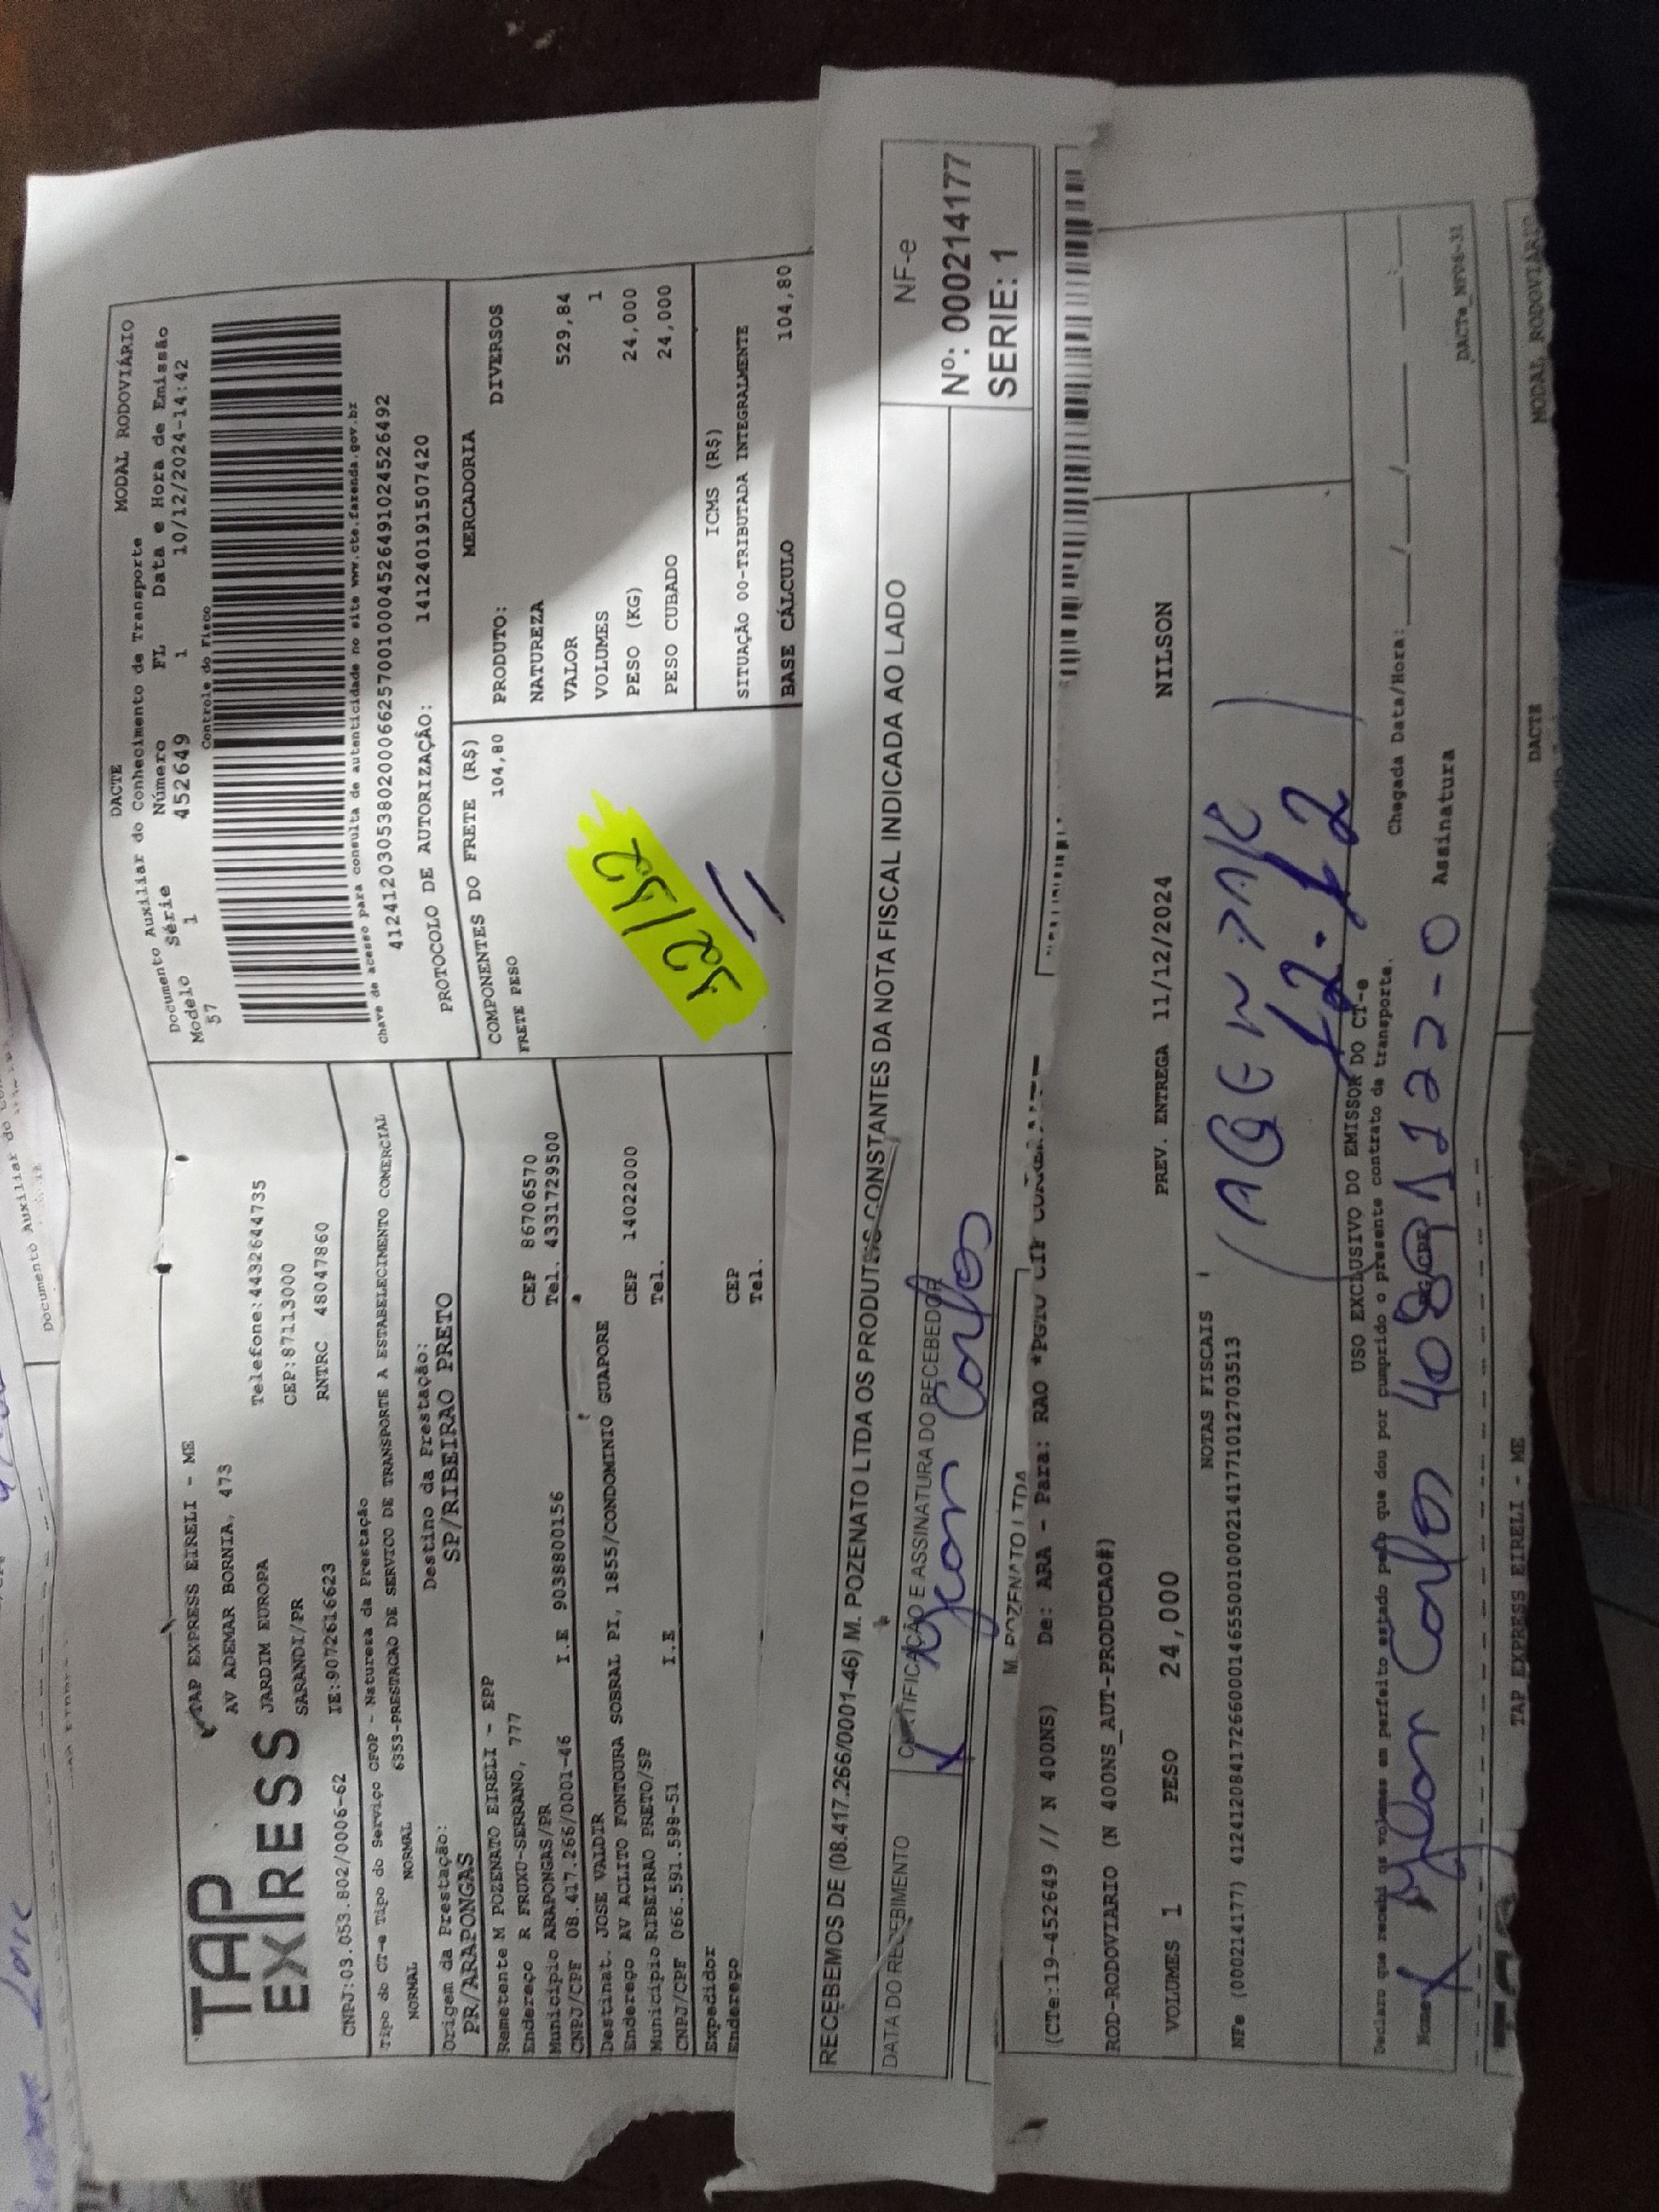 TAP
EXPRESS
TAP EXPRESS EIRELI - ME
AV ADEMAR BORNIA, 473
JARDIM EUROPA
SARANDI/PR
Telefone:4432644735
CEP:87113000
CNPJ:03.053.802/0006-62
IE:9072616623
RNTRC 48047860
DACTE
MODAL RODOVIÁRIO
Documento Auxiliar do Conhecimento de Transporte
Modelo Série Número FL Data e Hora de Emissão
57 1 452649 1 10/12/2024-14:42
Controle do Fisco
Chave de acesso para consulta de autenticidade no site www.cte.fazenda.gov.br
41241203053802000662570010004526491024526492
PROTOCOLO DE AUTORIZAÇÃO: 141240191507420
Tipo do CT-e Tipo do Serviço CFOP - Natureza da Prestação
NORMAL NORMAL 6353-PRESTACAO DE SERVICO DE TRANSPORTE A ESTABELECIMENTO COMERCIAL
Origem da Prestação:
PR/ARAPONGAS
Destino da Prestação:
SP/RIBEIRAO PRETO
Remetente M POZENATO EIRELI - EPP
Endereço R FRUXU-SERRANO, 777 CEP 86706570
Município ARAPONGAS/PR Tel. 4331729500
CNPJ/CPF 08.417.266/0001-46 I.E 9038800156
Destinat. JOSE VALDIR
Endereço AV ACLITO FONTOURA SOBRAL PI, 1855/CONDOMINIO GUAPORE
Município RIBEIRAO PRETO/SP CEP 14022000
CNPJ/CPF 066.591.598-51 I.E Tel.
Expedidor
Endereço CEP
Tel.
COMPONENTES DO FRETE (R$)
FRETE PESO 104,80
52/52
MERCADORIA
PRODUTO: DIVERSOS
NATUREZA
VALOR 529,84
VOLUMES 1
PESO (KG) 24,000
PESO CUBADO 24,000
ICMS (R$)
SITUAÇÃO 00-TRIBUTADA INTEGRALMENTE
BASE CÁLCULO 104,80
RECEBEMOS DE (08.417.266/0001-46) M. POZENATO LTDA OS PRODUTOS CONSTANTES DA NOTA FISCAL INDICADA AO LADO
DATA DO RECEBIMENTO
CERTIFICAÇÃO E ASSINATURA DO RECEBEDOR
X Jean Carlos
NF-e
Nº: 000214177
SERIE: 1
M. POZENATO LTDA
(CTe:19-452649 // N 400NS) De: ARA - Para: RAO *PGTO CIF
ROD-RODOVIARIO (N 400NS_AUT-PRODUCAO#)
VOLUMES 1 PESO 24,000 PREV. ENTREGA 11/12/2024 NILSON
NOTAS FISCAIS
NFe (000214177) 41241208417266000146550010002141771012703513
12.12
USO EXCLUSIVO DO EMISSOR DO CT-e
Declaro que recebi os volumes em perfeito estado pelo que dou por cumprido o presente contrato de transporte.
Chegada Data/Hora:
Nome X Jean Carlos Assinatura
DACTe_NF08-31
TAP EXPRESS EIRELI - ME
DACTE
MODAL RODOVIÁRIO